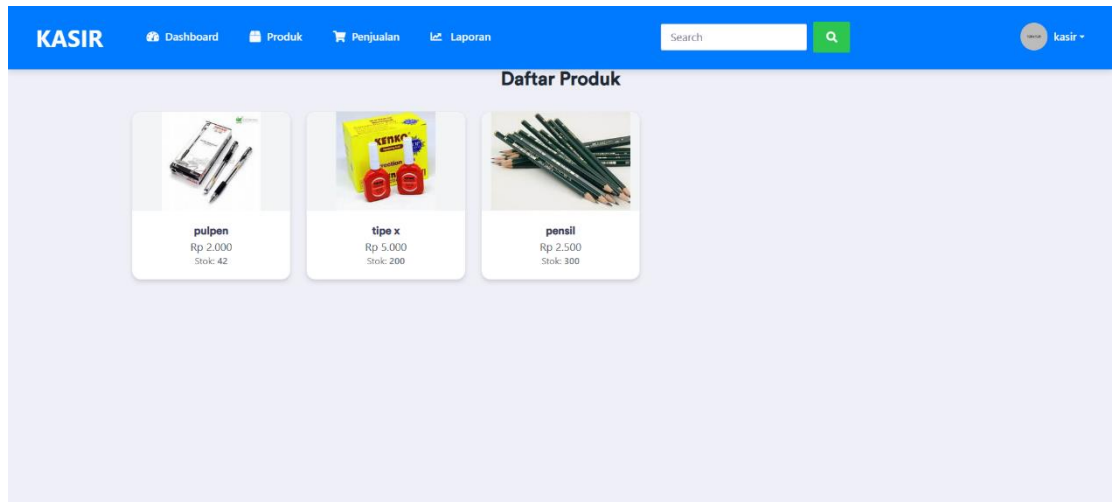 KASIR
Dashboard
Produk
Penjualan
Laporan
Search
kasir
Daftar Produk
KENKO
pulpen
Rp 2.000
Stok: 42
tipe x
Rp 5.000
Stok: 200
pensil
Rp 2.500
Stok: 300